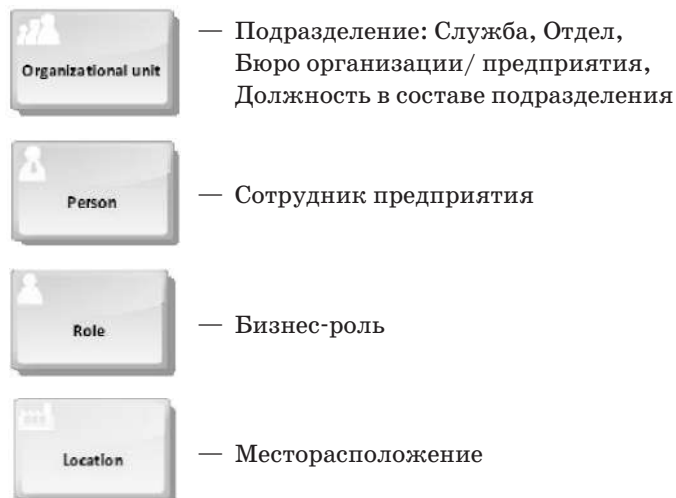 Organizational unit
— Подразделение: Служба, Отдел,
Бюро организации/ предприятия,
Должность в составе подразделения
Person
— Сотрудник предприятия
Role
— Бизнес-роль
Location
— Месторасположение